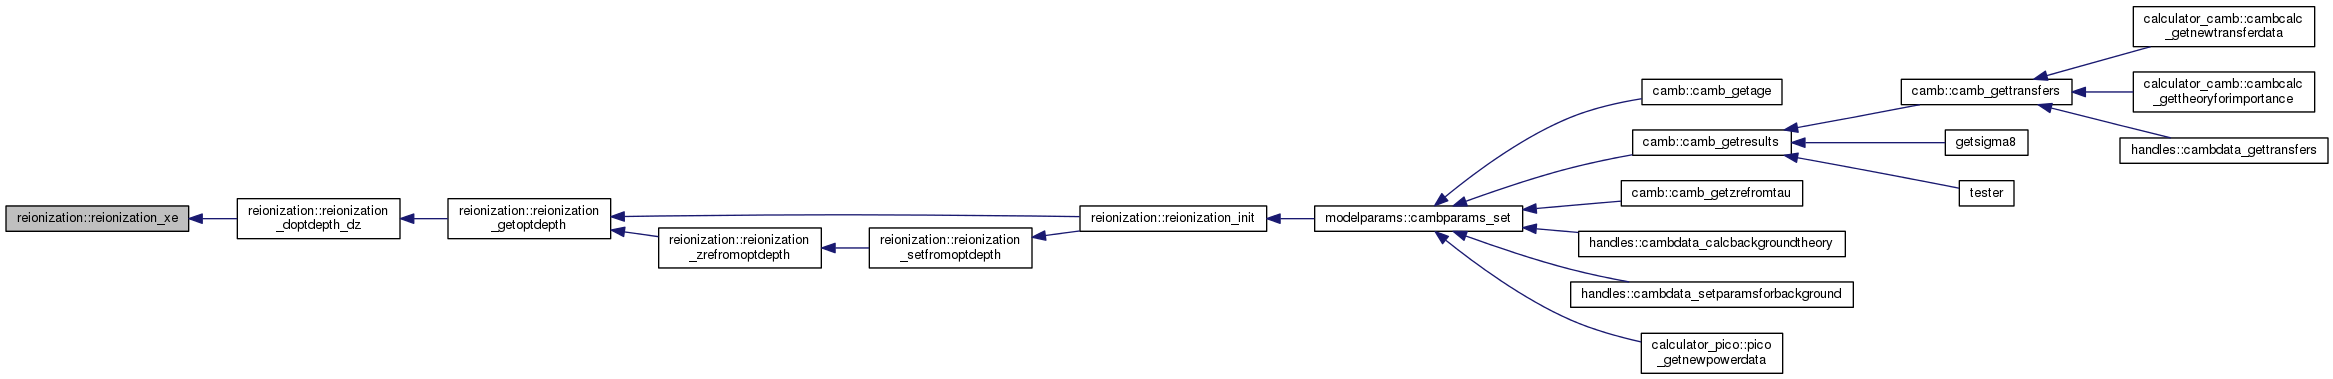 reionization::reionization_xe
reionization::reionization
_doptdepth_dz
reionization::reionization
_getoptdepth
reionization::reionization
_zrefromoptdepth
reionization::reionization
_setfromoptdepth
reionization::reionization_init
modelparams::cambparams_set
camb::camb_getage
camb::camb_getresults
camb::camb_getzrefromtau
handles::cambdata_calcbackgroundtheory
handles::cambdata_setparamsforbackground
calculator_pico::pico
_getnewpowerdata
camb::camb_gettransfers
getsigma8
tester
calculator_camb::cambcalc
_getnewtransferdata
calculator_camb::cambcalc
_gettheoryforimportance
handles::cambdata_gettransfers